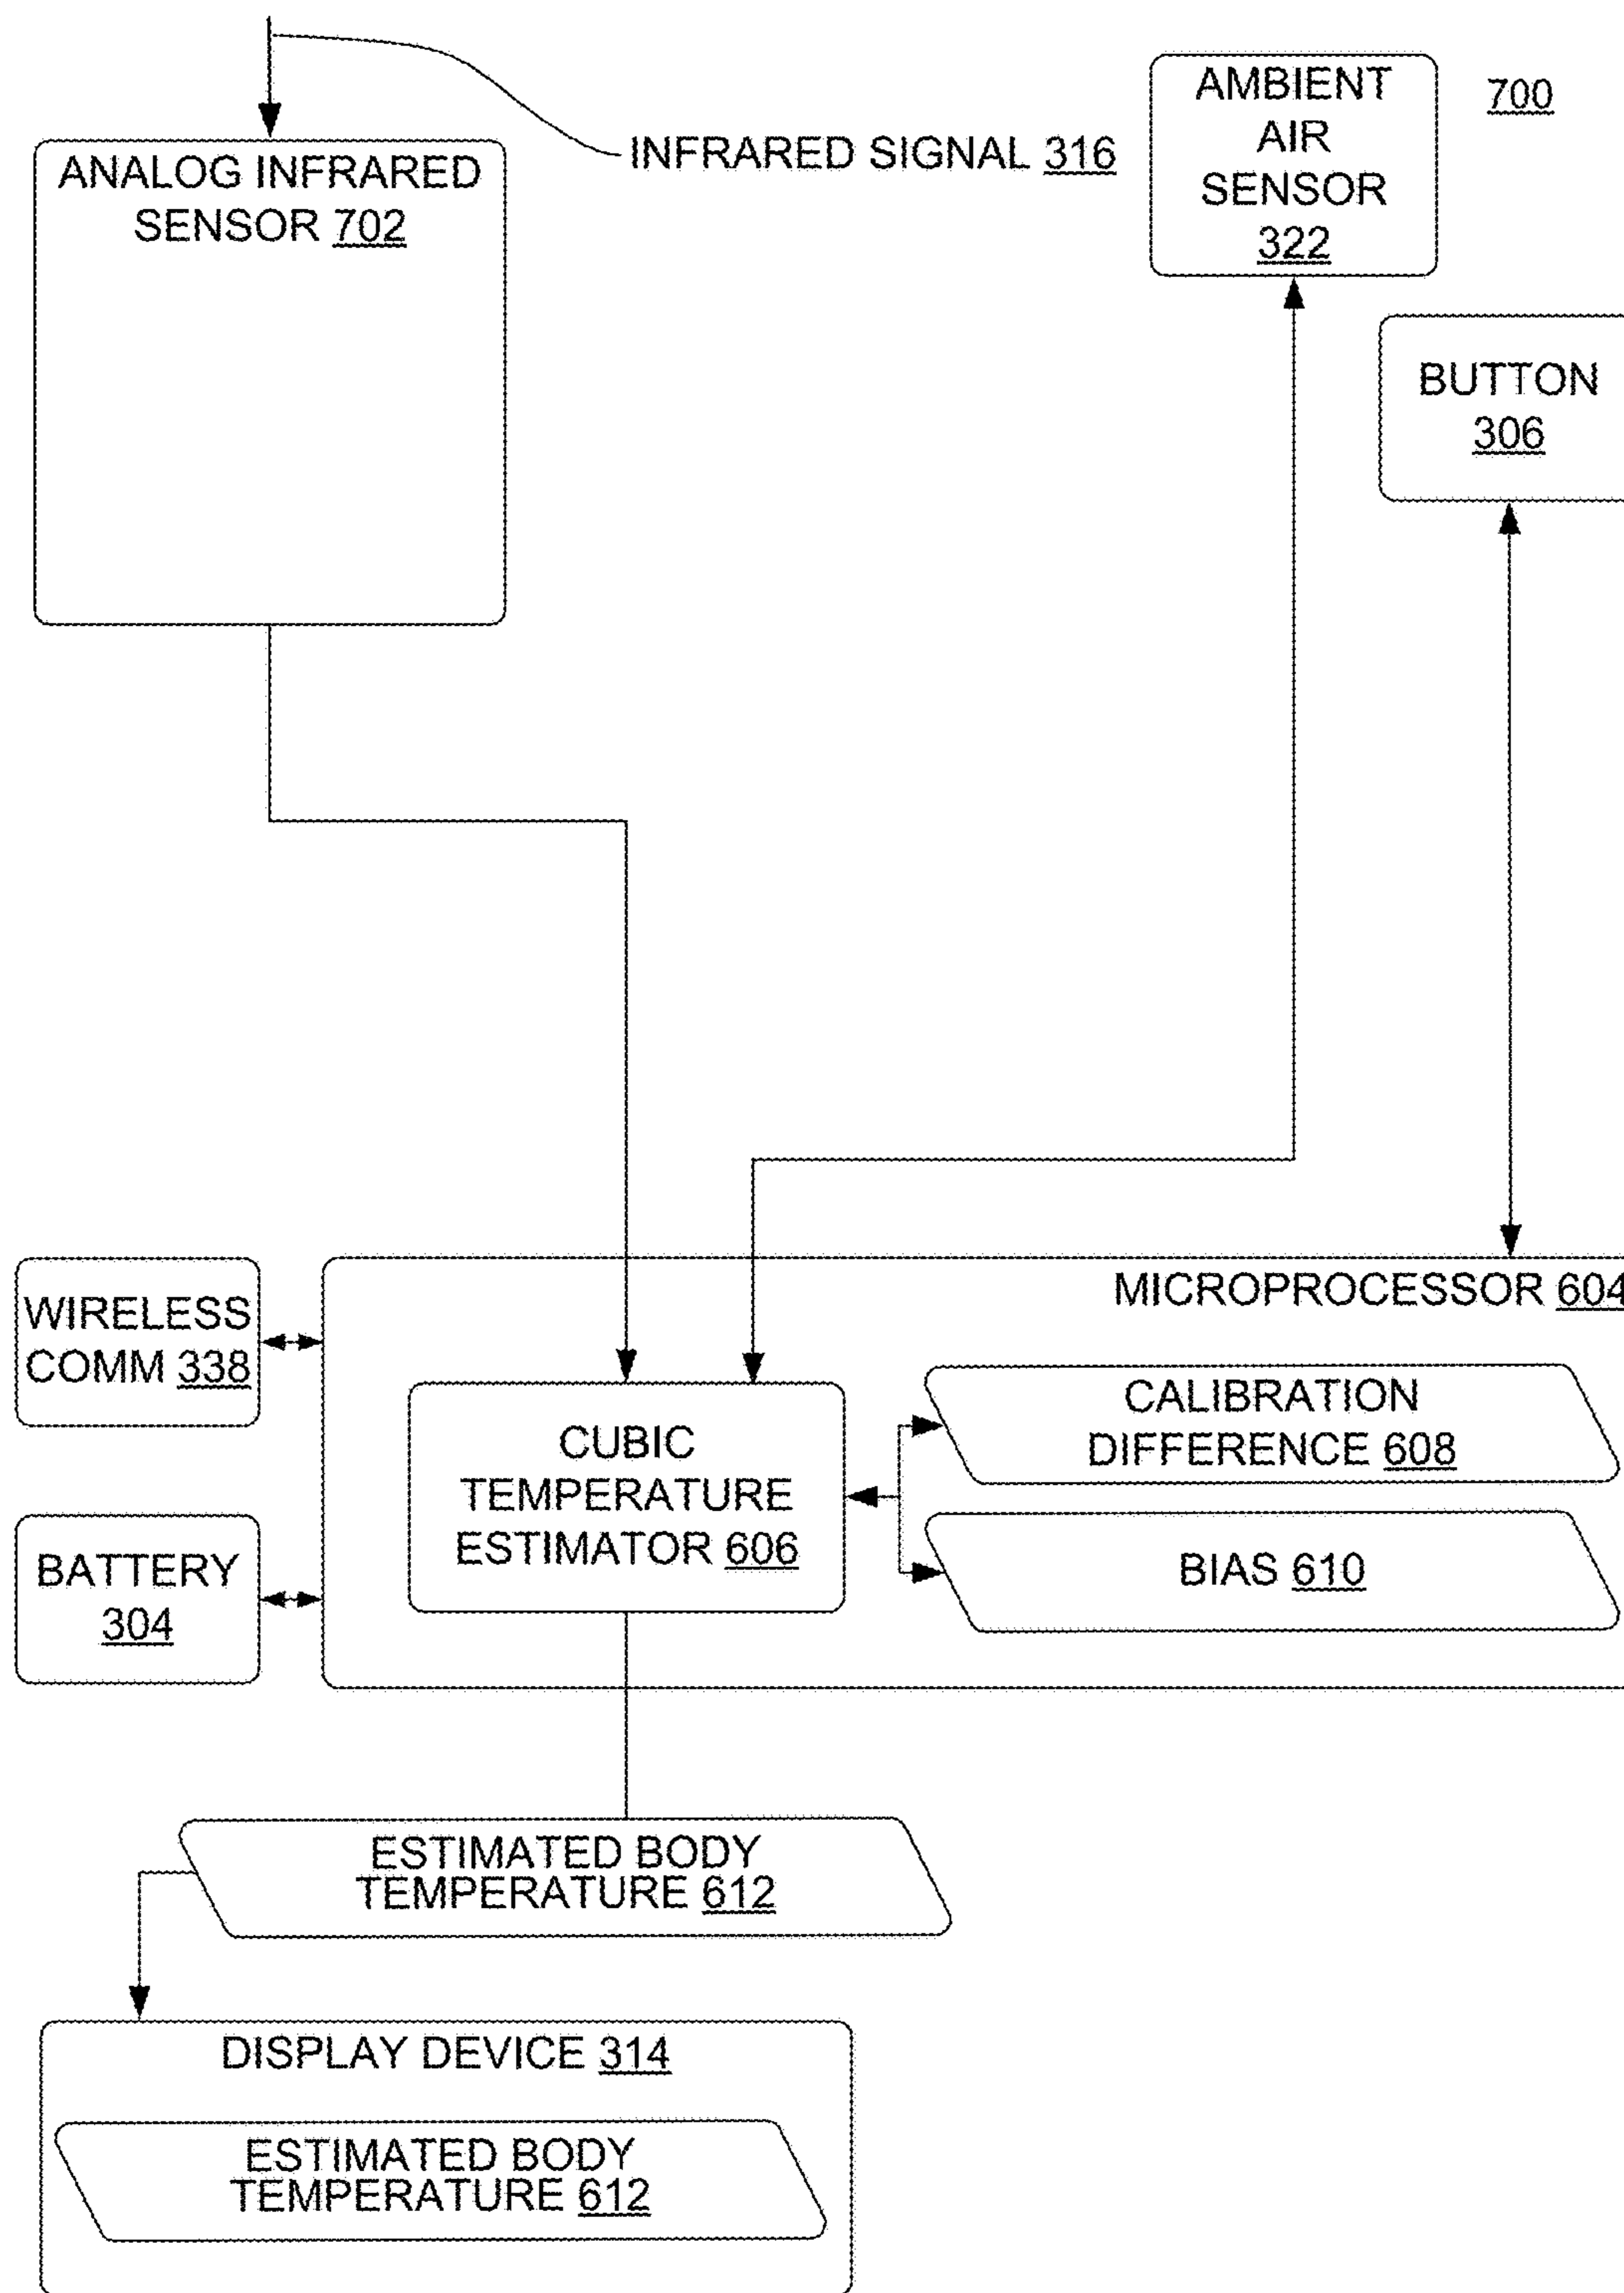 ANALOG INFRARED
SENSOR 702
INFRARED SIGNAL 316
AMBIENT
AIR
SENSOR
322
700
BUTTON
306
MICROPROCESSOR 604
WIRELESS
COMM 338
CUBIC
TEMPERATURE
ESTIMATOR 606
CALIBRATION
DIFFERENCE 608
BIAS 610
BATTERY
304
ESTIMATED BODY
TEMPERATURE 612
DISPLAY DEVICE 314
ESTIMATED BODY
TEMPERATURE 612